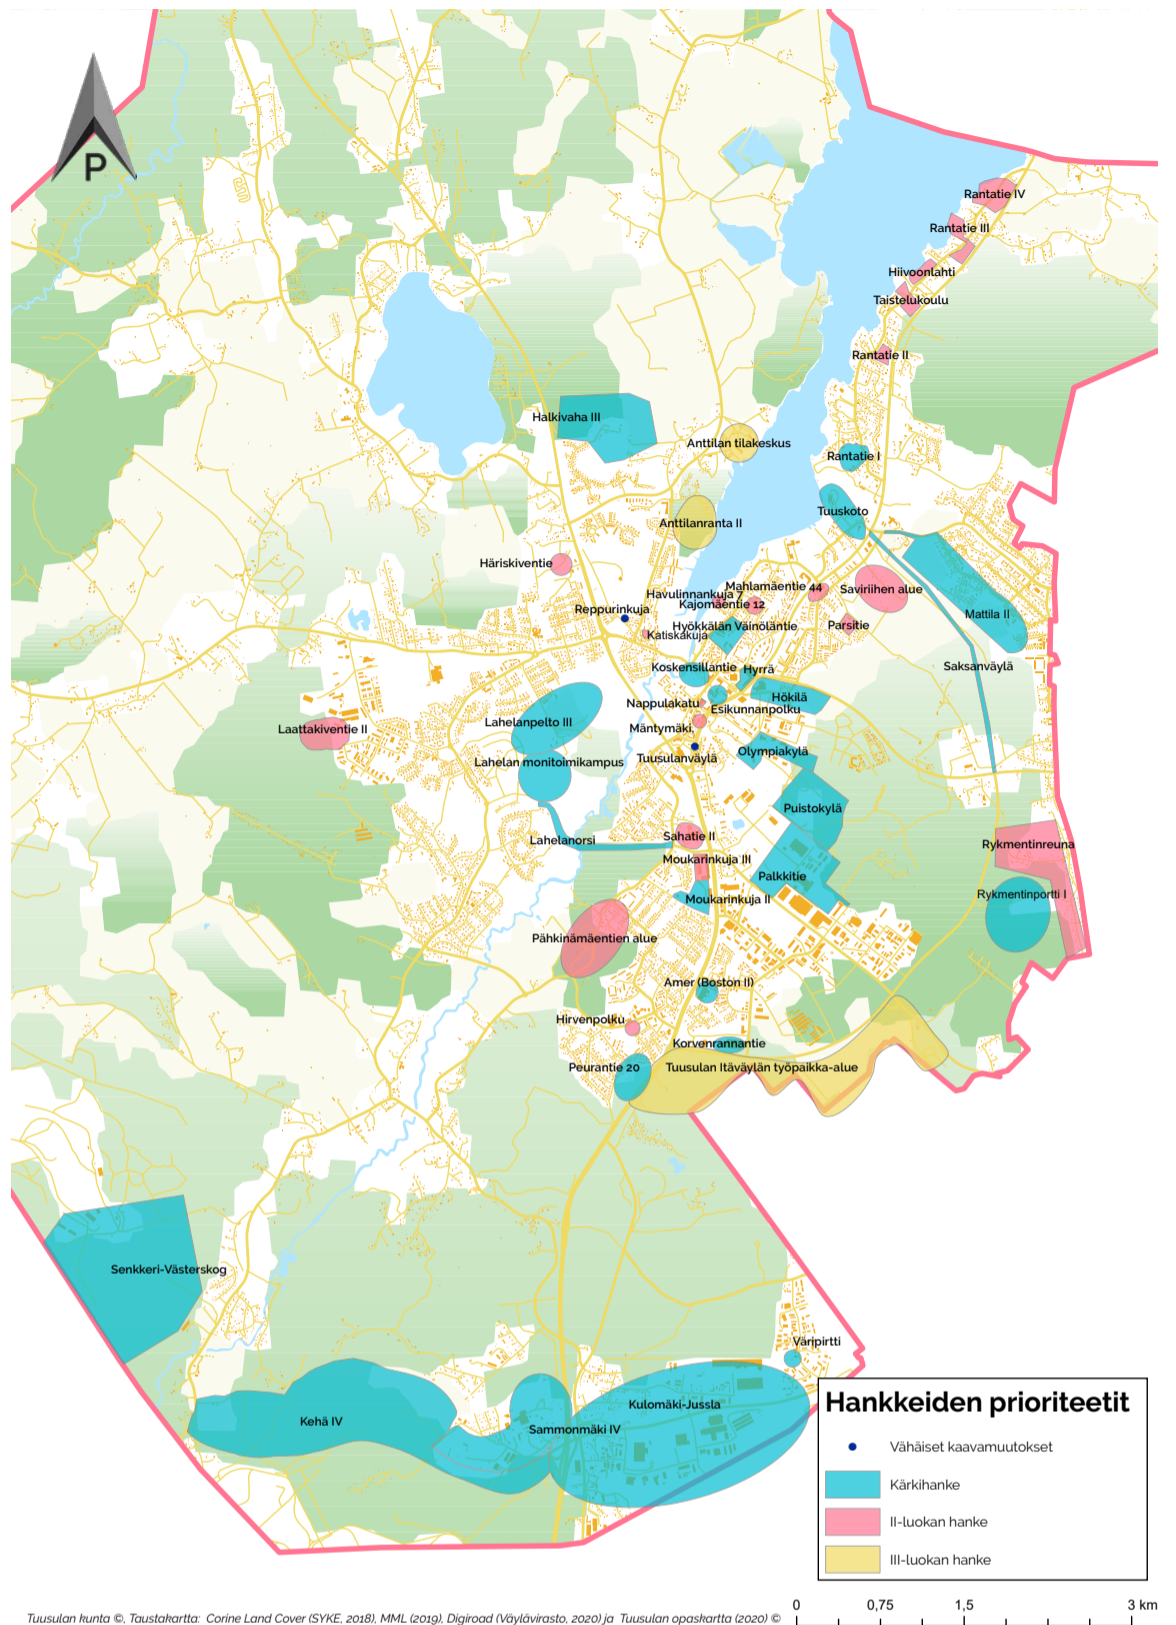 P
Rantatie IV
Rantatie III
Hiivoonlahti
Taistelukoulu
Rantatie II
Halkivaha III
Anttilan tilakeskus
Rantatie I
Tuuskoto
Anttilanranta II
Häriskiventie
Mahlamäentie 44
Saviriihen alue
Havulinnankuja 7
Kajomäentie 12
Reppurinkuja
Mattila II
Hyökkälän Väinöläntie
Parsitie
Katiskakuja
Koskensillantie
Hyrrä
Saksanväylä
Nappulakatu
Hökilä
Esikunnanpolku
Lahelanpelto III
Laattakiventie II
Mäntymäki,
Olympiakylä
Tuusulanväylä
Lahelan monitoimikampus
Puistokylä
Sahatie II
Lahelanorsi
Rykmentinreuna
Moukarinkuja III
Palkkitie
Rykmentinportti I
Moukarinkuja II
Pähkinämäentien alue
Amer (Boston II)
Hirvenpolku
Korvenrannantie
Peurantie 20
Tuusulan Itäväylän työpaikka-alue
Senkkeri-Västerskog
Väripirtti
Kulomäki-Jussla
Kehä IV
Sammonmäki IV
Hankkeiden prioriteetit
Vähäiset kaavamuutokset
Kärkihanke
II-luokan hanke
III-luokan hanke
0 0,75 1,5 3 km
Tuusulan kunta ©, Taustakartta: Corine Land Cover (SYKE, 2018), MML (2019), Digiroad (Väylävirasto, 2020) ja Tuusulan opaskartta (2020) ©